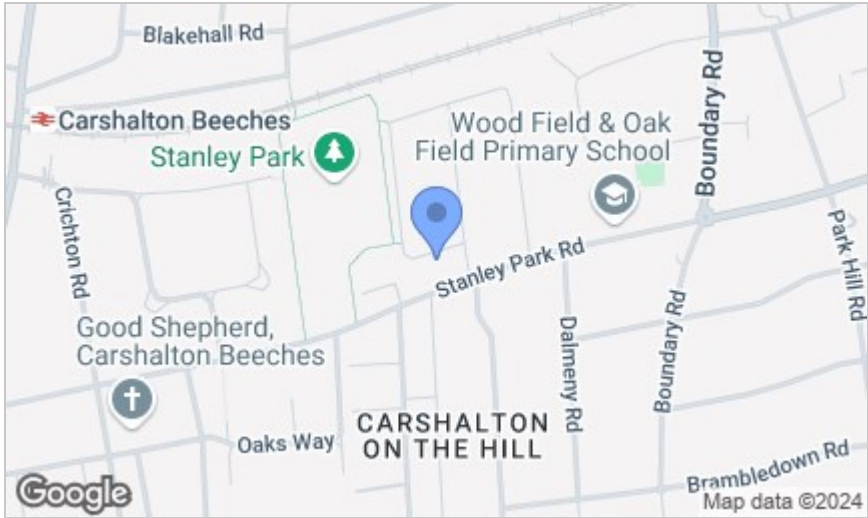 Blakehall Rd
Carshalton Beeches
Stanley Park
Wood Field & Oak
Field Primary School
Boundary Rd
Crichton Rd
Stanley Park Rd
Park Hill Rd
Good Shepherd,
Carshalton Beeches
Dalmeny Rd
Boundary Rd
CARSHALTON
ON THE HILL
Oaks Way
Brambledown Rd
Google
Map data ©2024